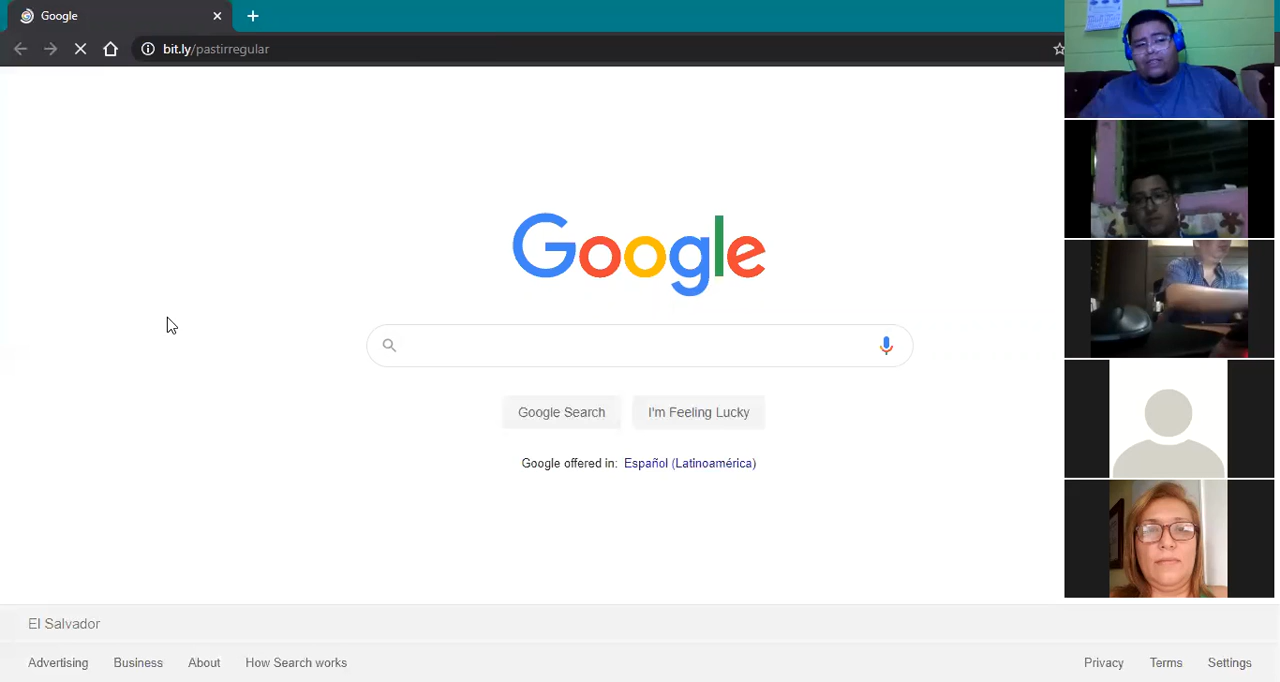 Google
bit.ly/pastirregular
Google
Google Search
I'm Feeling Lucky
Google offered in: Español (Latinoamérica)
El Salvador
Advertising
Business
About
How Search works
Privacy
Terms
Settings